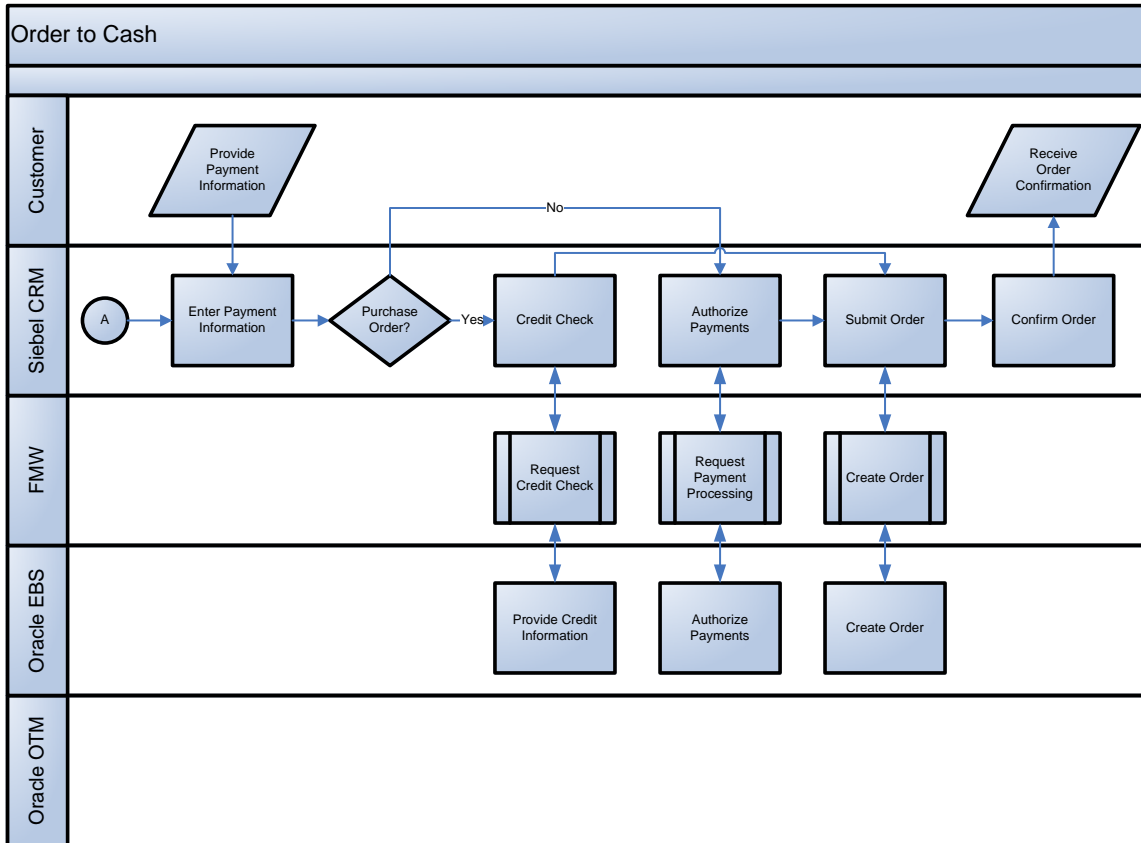 Order to Cash
Customer
Provide
Payment
Information
Receive
Order
Confirmation
No
Siebel CRM
A
Enter Payment
Information
Purchase
Order?
Yes
Credit Check
Authorize
Payments
Submit Order
Confirm Order
FMW
Request
Credit Check
Request
Payment
Processing
Create Order
Oracle EBS
Provide Credit
Information
Authorize
Payments
Create Order
Oracle OTM